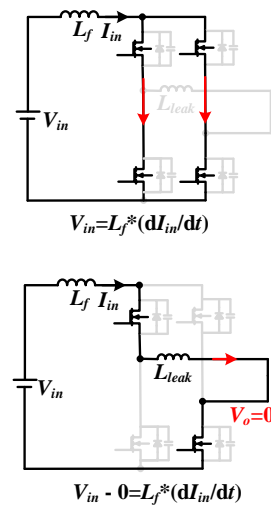 L_f I_in
V_in
L_leak
V_in=L_f*(dI_in/dt)
L_f I_in
V_in
L_leak
V_o=0
V_in - 0=L_f*(dI_in/dt)